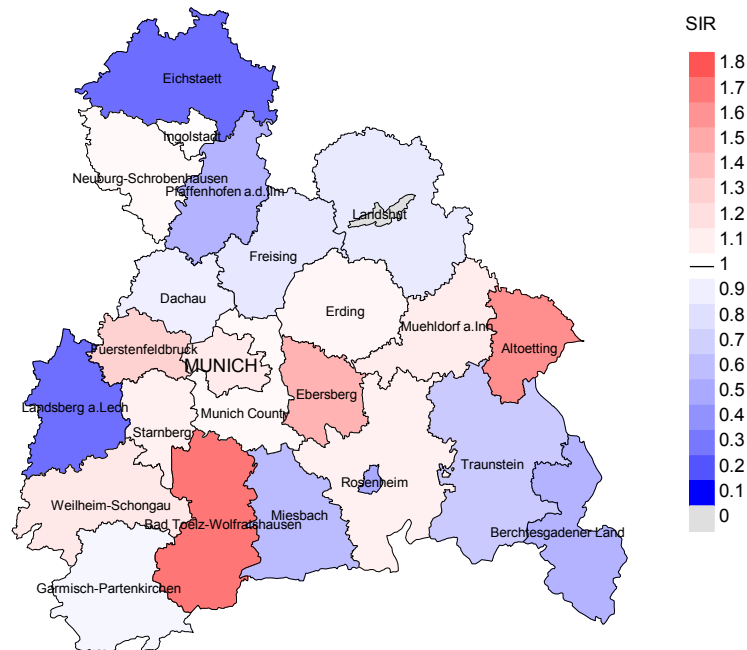 SIR
1.8
1.7
1.6
1.5
1.4
1.3
1.2
1.1
1
0.9
0.8
0.7
0.6
0.5
0.4
0.3
0.2
0.1
0
Eichstaett
Ingolstadt
Neuburg-Schrobenhausen
Pfaffenhofen a.d.Ilm
Landshut
Freising
Dachau
Erding
Muehldorf a.Inn
Altoetting
Fuerstenfeldbruck
MUNICH
Ebersberg
Landsberg a.Lech
Munich County
Starnberg
Traunstein
Rosenheim
Weilheim-Schongau
Miesbach
Bad Toelz-Wolfratshausen
Berchtesgadener Land
Garmisch-Partenkirchen